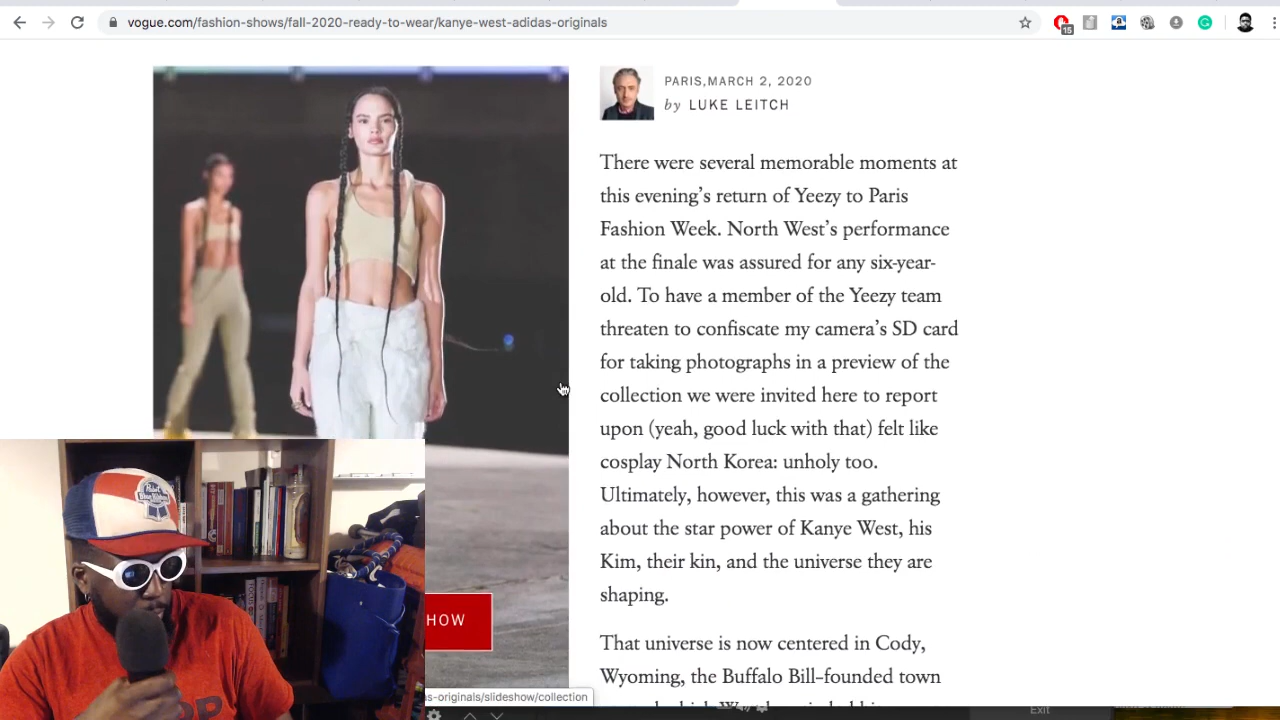 vogue.com/fashion-shows/fall-2020-ready-to-wear/kanye-west-adidas-originals
15
PARIS,MARCH 2, 2020
by LUKE LEITCH
There were several memorable moments at
this evening's return of Yeezy to Paris
Fashion Week. North West's performance
at the finale was assured for any six-year-
old. To have a member of the Yeezy team
threaten to confiscate my camera's SD card
for taking photographs in a preview of the
collection we were invited here to report
upon (yeah, good luck with that) felt like
cosplay North Korea: unholy too.
Ultimately, however, this was a gathering
about the star power of Kanye West, his
Kim, their kin, and the universe they are
shaping.
That universe is now centered in Cody,
Wyoming, the Buffalo Bill–founded town
HOW
as-originals/slideshow/collection
Exit
Pabst
Blue Ribbon